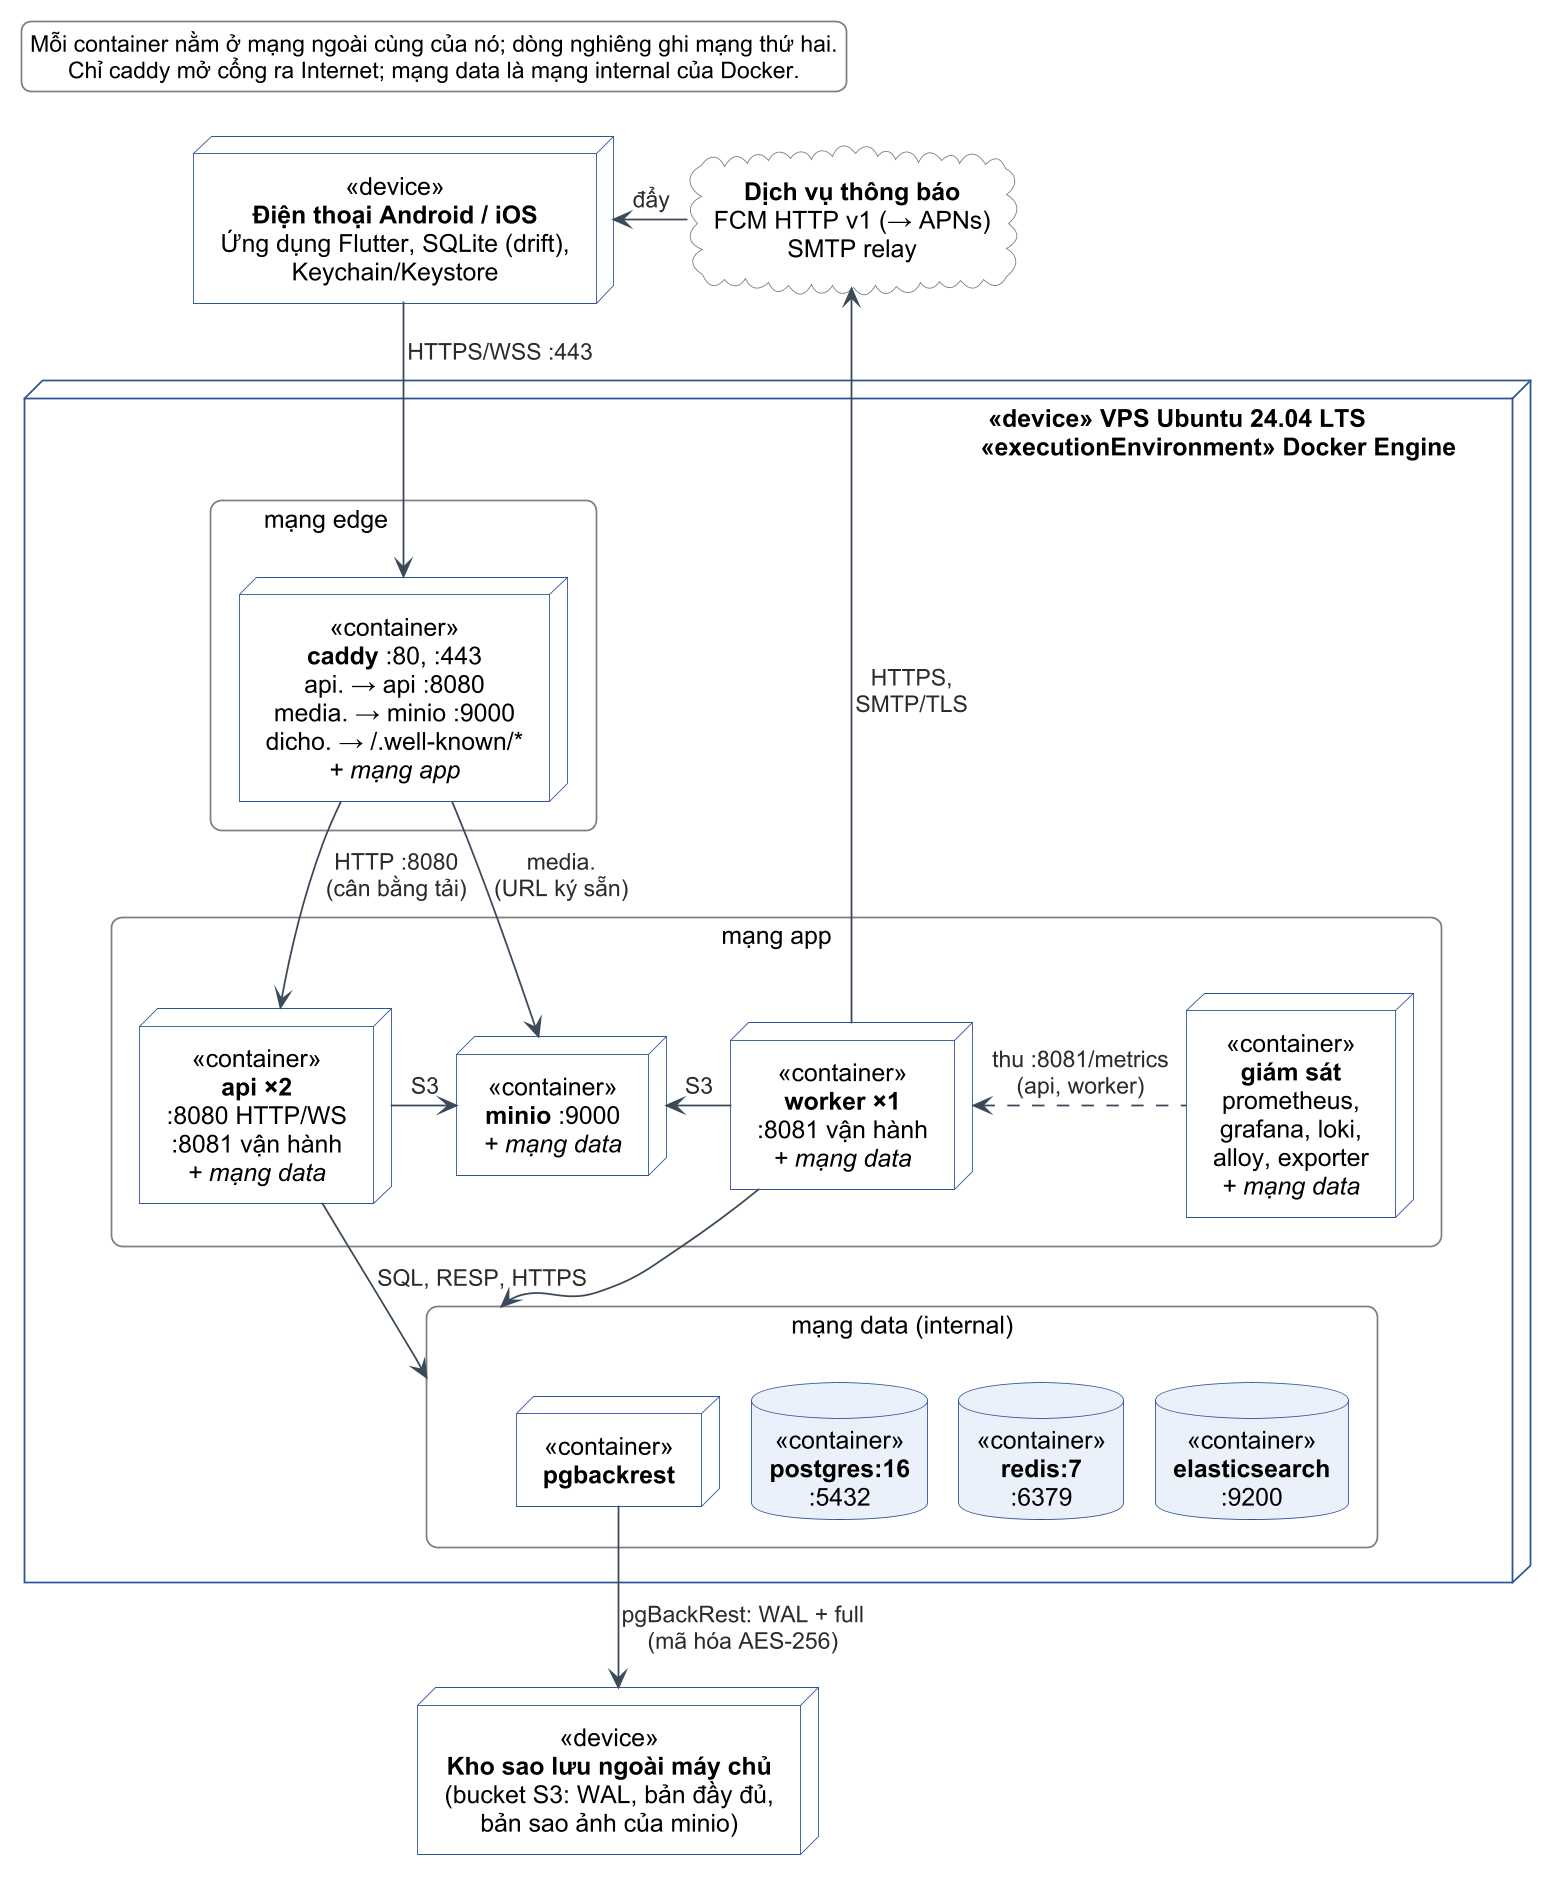 Mỗi container nằm ở mạng ngoài cùng của nó; dòng nghiêng ghi mạng thứ hai.
Chỉ caddy mở cổng ra Internet; mạng data là mạng internal của Docker.
«device»
Điện thoại Android / iOS
Ứng dụng Flutter, SQLite (drift),
Keychain/Keystore
đẩy
Dịch vụ thông báo
FCM HTTP v1 (→ APNs)
SMTP relay
HTTPS/WSS :443
«device» VPS Ubuntu 24.04 LTS
«executionEnvironment» Docker Engine
mạng edge
«container»
caddy :80, :443
api. → api :8080
media. → minio :9000
dicho. → /.well-known/*
+ mạng app
HTTPS,
SMTP/TLS
HTTP :8080
(cân bằng tải)
media.
(URL ký sẵn)
mạng app
«container»
api ×2
:8080 HTTP/WS
:8081 vận hành
+ mạng data
S3
«container»
minio :9000
+ mạng data
S3
«container»
worker ×1
:8081 vận hành
+ mạng data
thu :8081/metrics
(api, worker)
«container»
giám sát
prometheus,
grafana, loki,
alloy, exporter
+ mạng data
SQL, RESP, HTTPS
mạng data (internal)
«container»
pgbackrest
«container»
postgres:16
:5432
«container»
redis:7
:6379
«container»
elasticsearch
:9200
pgBackRest: WAL + full
(mã hóa AES-256)
«device»
Kho sao lưu ngoài máy chủ
(bucket S3: WAL, bản đầy đủ,
bản sao ảnh của minio)